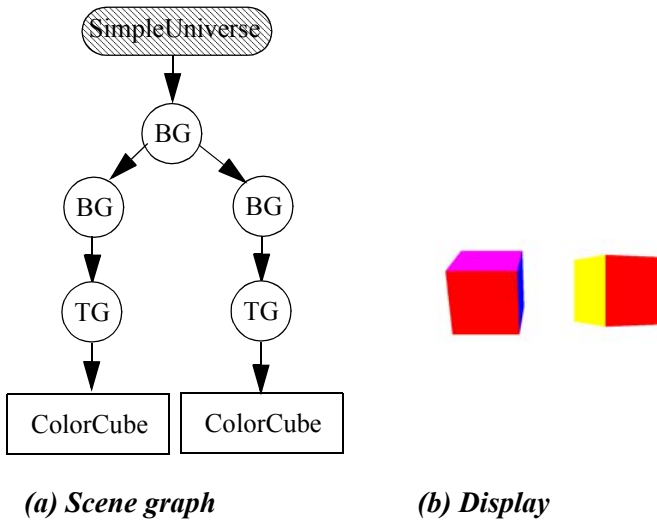 SimpleUniverse
BG
BG BG
TG TG
ColorCube ColorCube
(a) Scene graph (b) Display